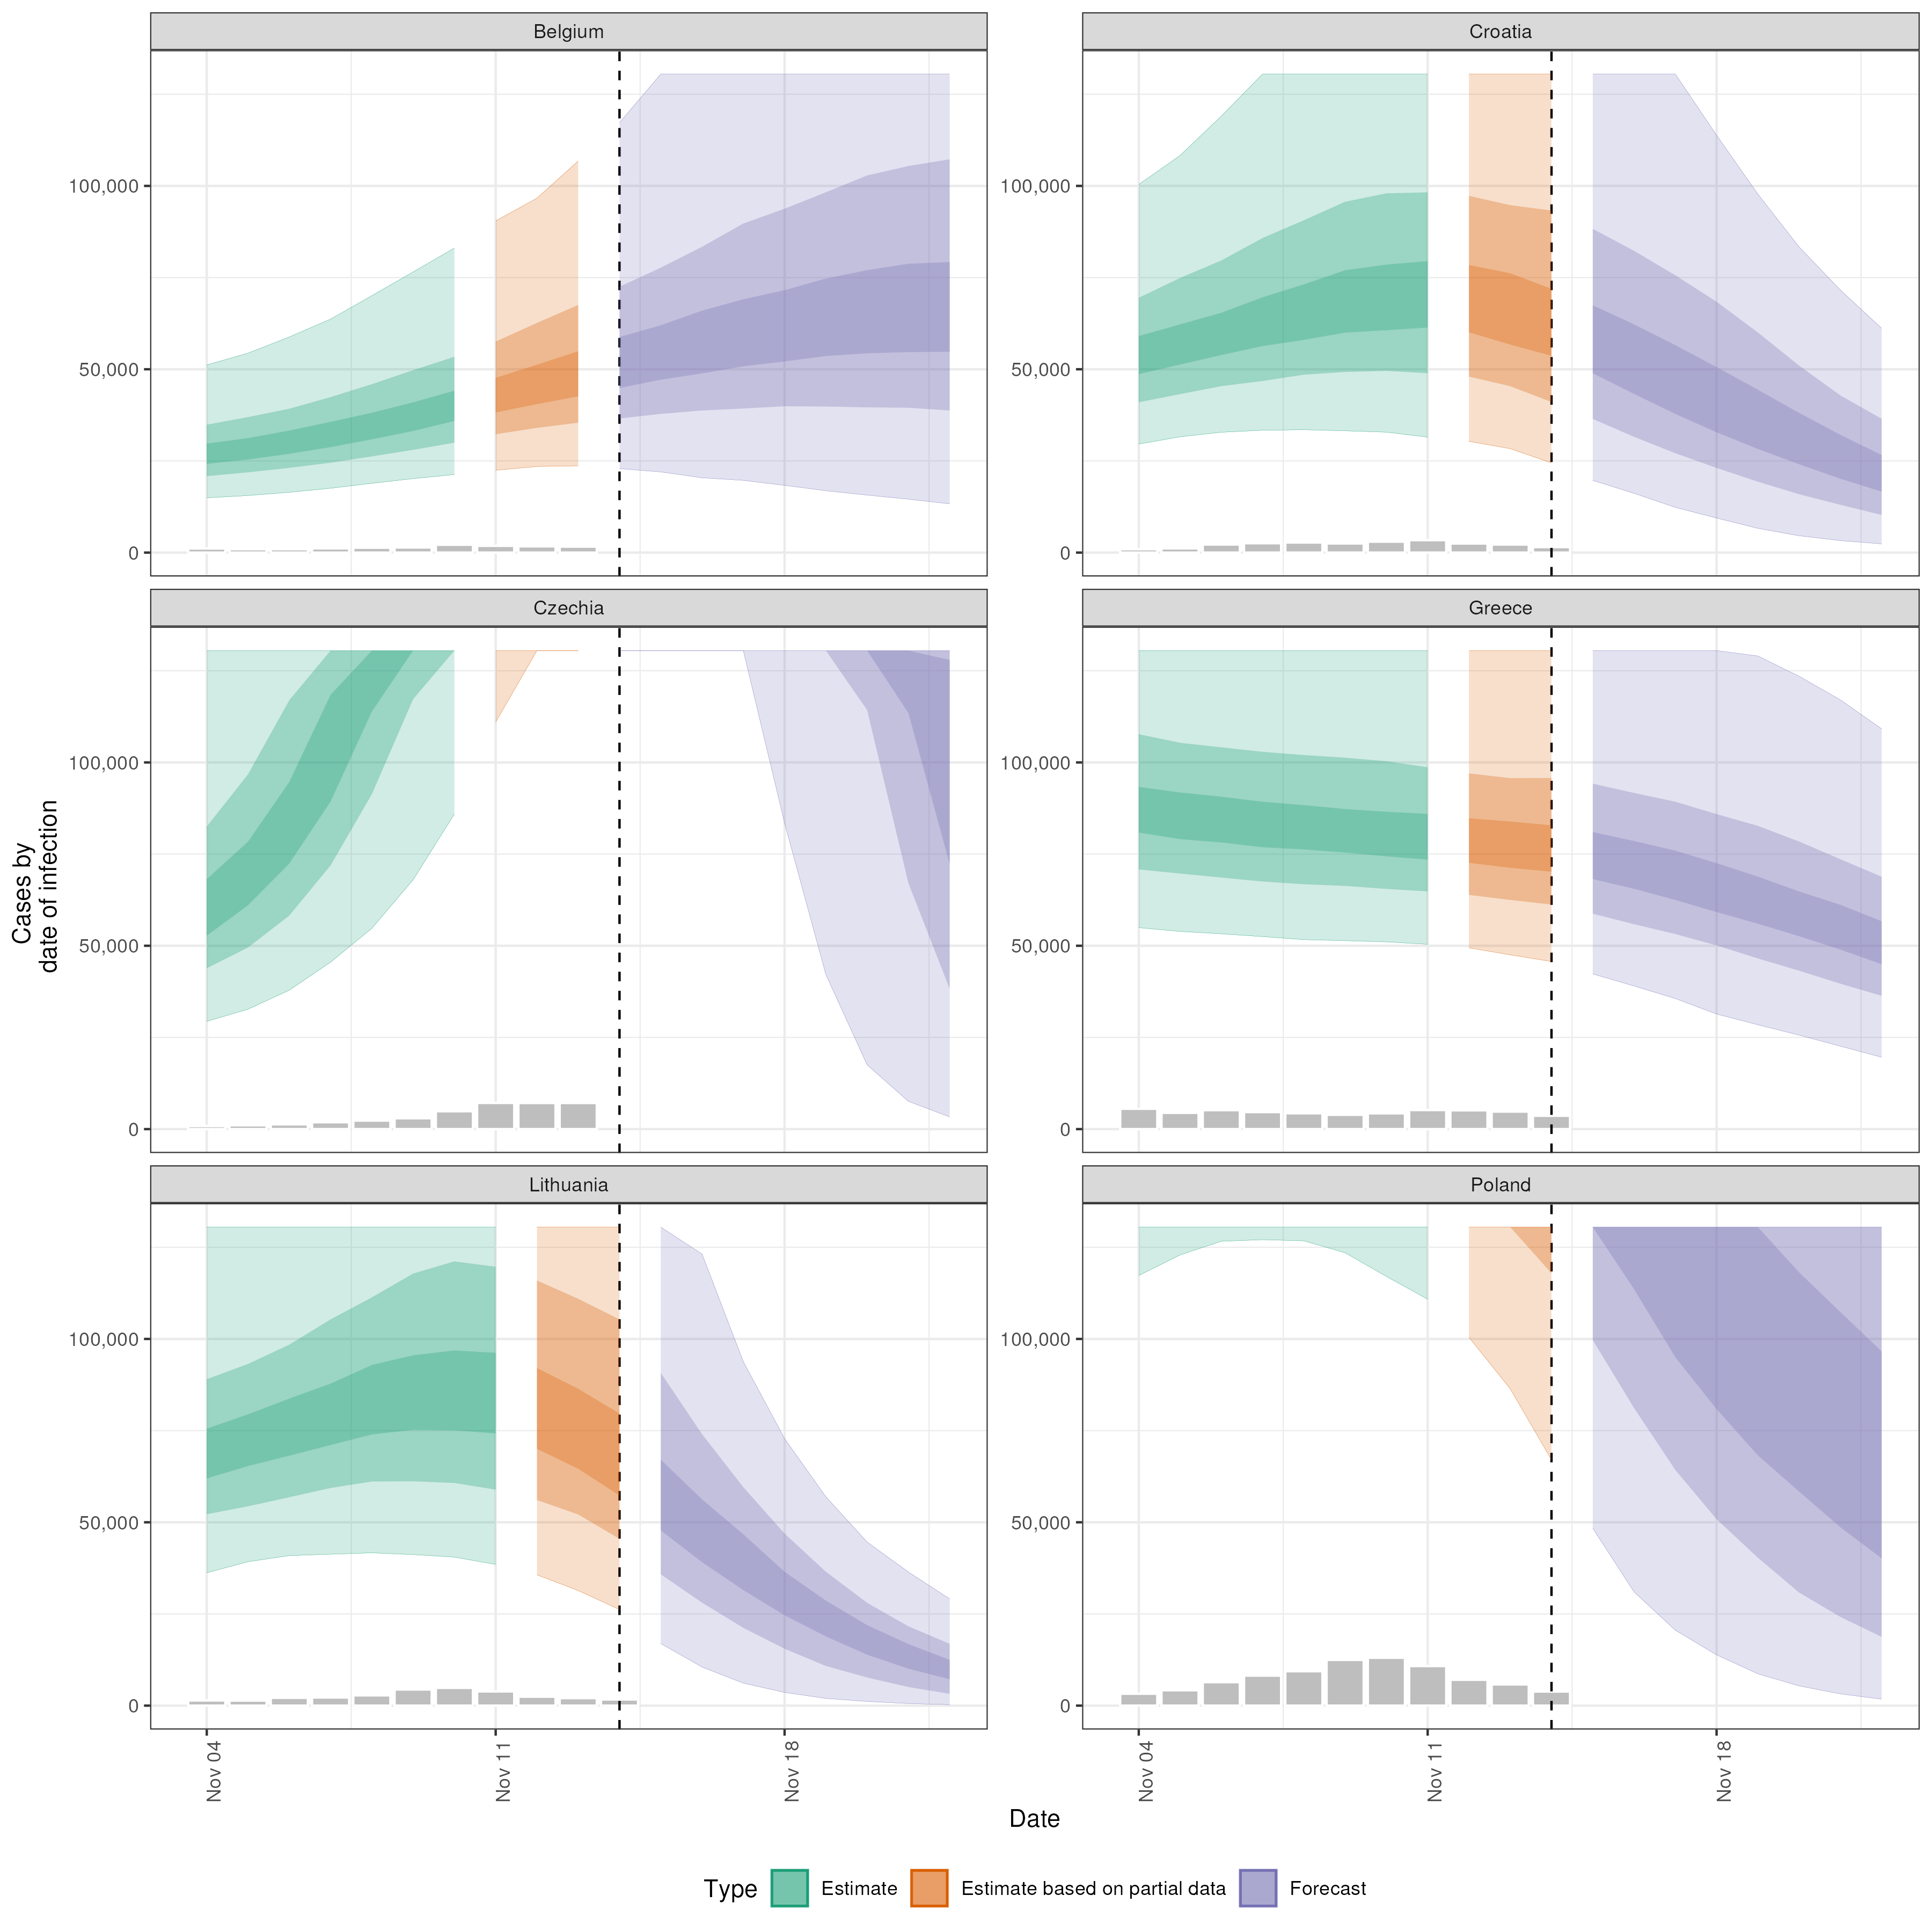 Belgium
Croatia
100,000
50,000
0
100,000
50,000
0
Czechia
Greece
100,000
50,000
0
100,000
50,000
0
Cases by
date of infection
Lithuania
Poland
100,000
50,000
0
100,000
50,000
0
Nov 04
Nov 11
Nov 18
Nov 04
Nov 11
Nov 18
Date
Type Estimate Estimate based on partial data Forecast